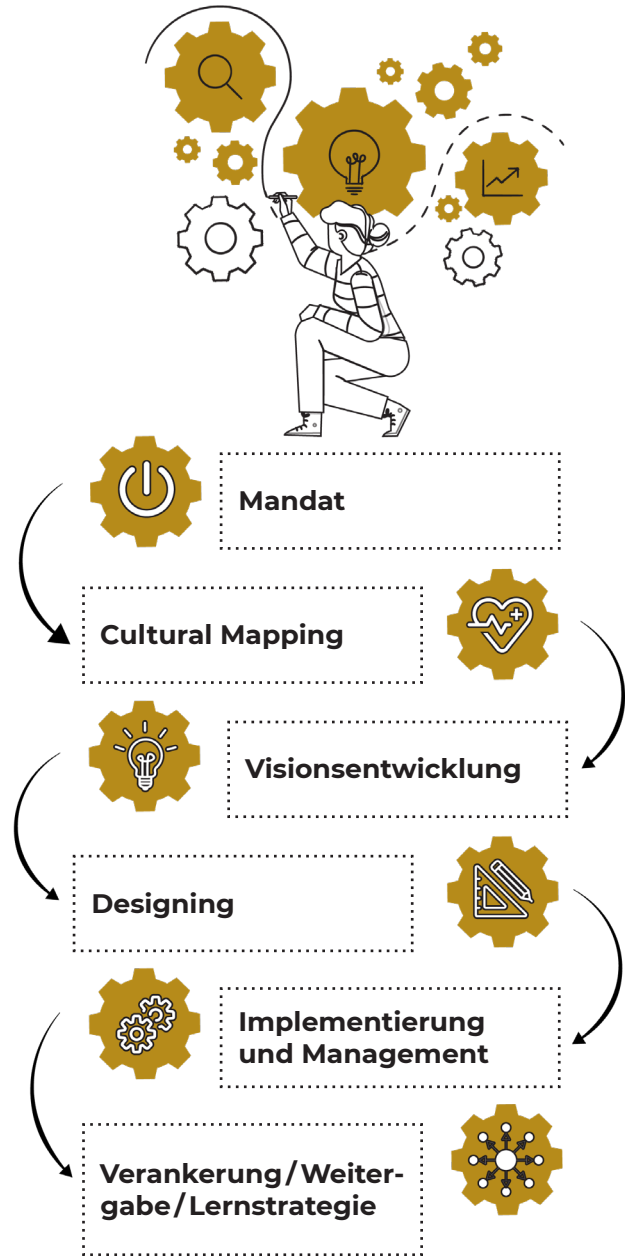 Mandat
Cultural Mapping
Visionsentwicklung
Designing
Implementierung
und Management
Verankerung / Weiter-
gabe / Lernstrategie